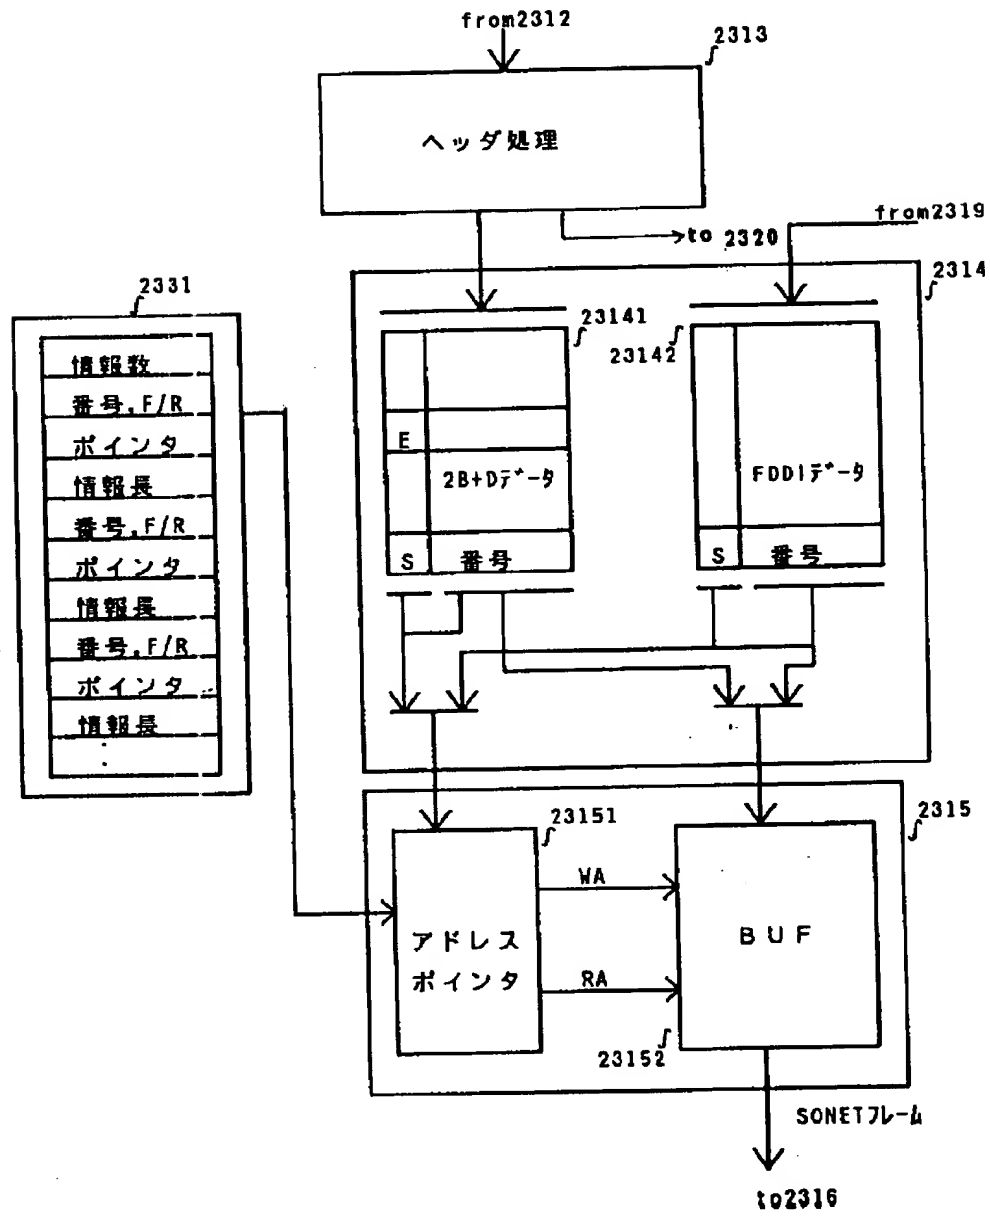 from2312
2313
ヘッダ処理
from2319
to 2320
2314
2331
情報数
番号,F/R
ポインタ
情報長
番号,F/R
ポインタ
情報長
番号,F/R
ポインタ
情報長
:
23141
E
2B+Dデータ
S 番号
23142
FDDIデータ
S 番号
2315
23151
アドレス
ポインタ
WA
RA
BUF
23152
SONETフレーム
to2316